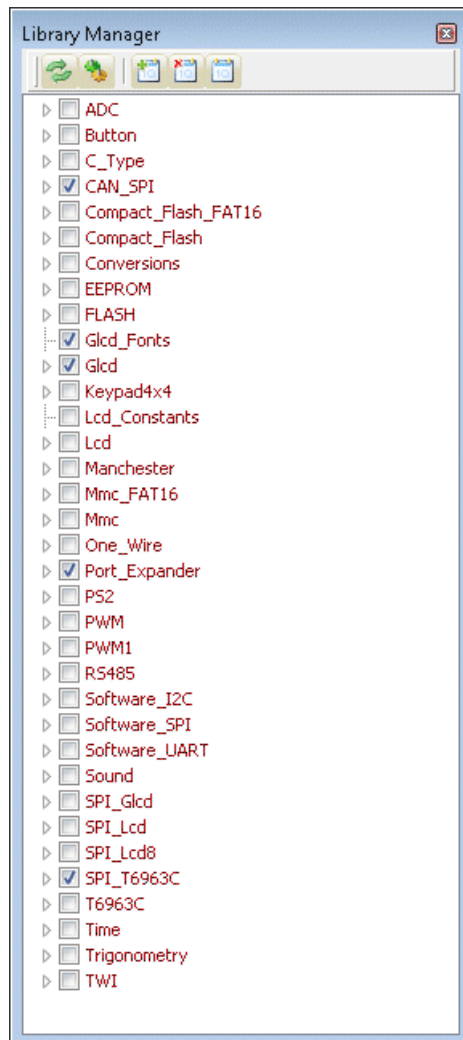 Library Manager
ADC
Button
C_Type
CAN_SPI
Compact_Flash_FAT16
Compact_Flash
Conversions
EEPROM
FLASH
Glcd_Fonts
Glcd
Keypad4x4
Lcd_Constants
Lcd
Manchester
Mmc_FAT16
Mmc
One_Wire
Port_Expander
PS2
PWM
PWM1
RS485
Software_I2C
Software_SPI
Software_UART
Sound
SPI_Glcd
SPI_Lcd
SPI_Lcd8
SPI_T6963C
T6963C
Time
Trigonometry
TWI